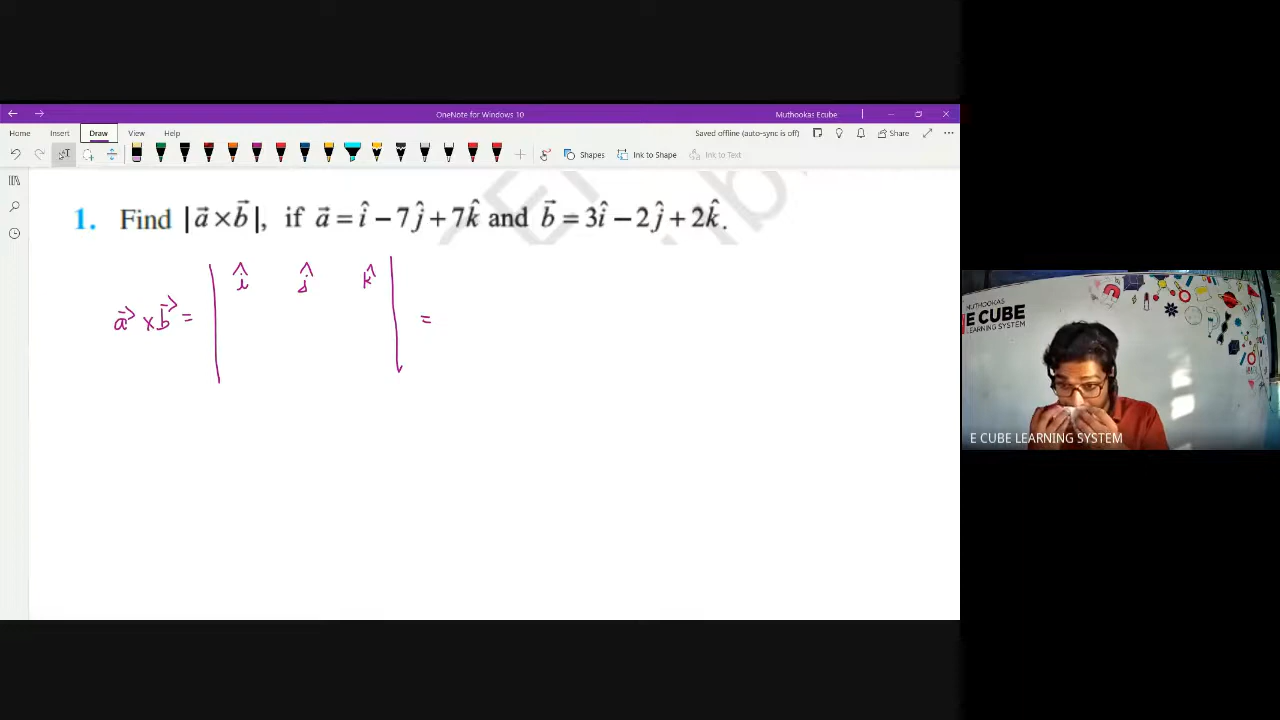 OneNote for Windows 10
Muthookas Ecube
Home Insert Draw View Help
Saved offline (auto-sync is off)
Share
Shapes
Ink to Shape
Ink to Text
1. Find |a⃗ × b⃗|, if a⃗ = î − 7ĵ + 7k̂ and b⃗ = 3î − 2ĵ + 2k̂.
î ĵ k̂
a⃗ × b⃗ = | | =
MUTHOOKAS
E CUBE
LEARNING SYSTEM
E CUBE LEARNING SYSTEM